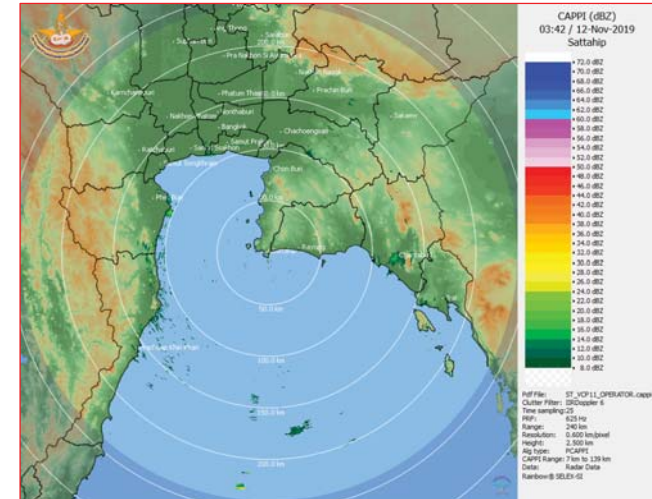 CAPPI (dBZ)
03:42 / 12-Nov-2019
Sattahip
72.0 dBZ
70.0 dBZ
68.0 dBZ
66.0 dBZ
64.0 dBZ
62.0 dBZ
60.0 dBZ
58.0 dBZ
56.0 dBZ
54.0 dBZ
52.0 dBZ
50.0 dBZ
48.0 dBZ
46.0 dBZ
44.0 dBZ
42.0 dBZ
40.0 dBZ
38.0 dBZ
36.0 dBZ
34.0 dBZ
32.0 dBZ
30.0 dBZ
28.0 dBZ
26.0 dBZ
24.0 dBZ
22.0 dBZ
20.0 dBZ
18.0 dBZ
16.0 dBZ
14.0 dBZ
12.0 dBZ
10.0 dBZ
8.0 dBZ
Pdf File: ST_VCP11_OPERATOR.cappi
Clutter Filter: IIRDoppler 6
Time sampling: 25
PRF: 625 Hz
Range: 240 km
Resolution: 0.600 km/pixel
Height: 2.500 km
Alg type: PCAPPI
CAPPI Range: 7 km to 139 km
Data: Radar Data
Rainbow® SELEX-SI
Pra Nakhon Si Ayutthaya
Kanchanaburi
Prachin Buri
Nonthaburi
Bangkok
Chachoengsao
Chon Buri
50.0 km
100.0 km
150.0 km
200.0 km